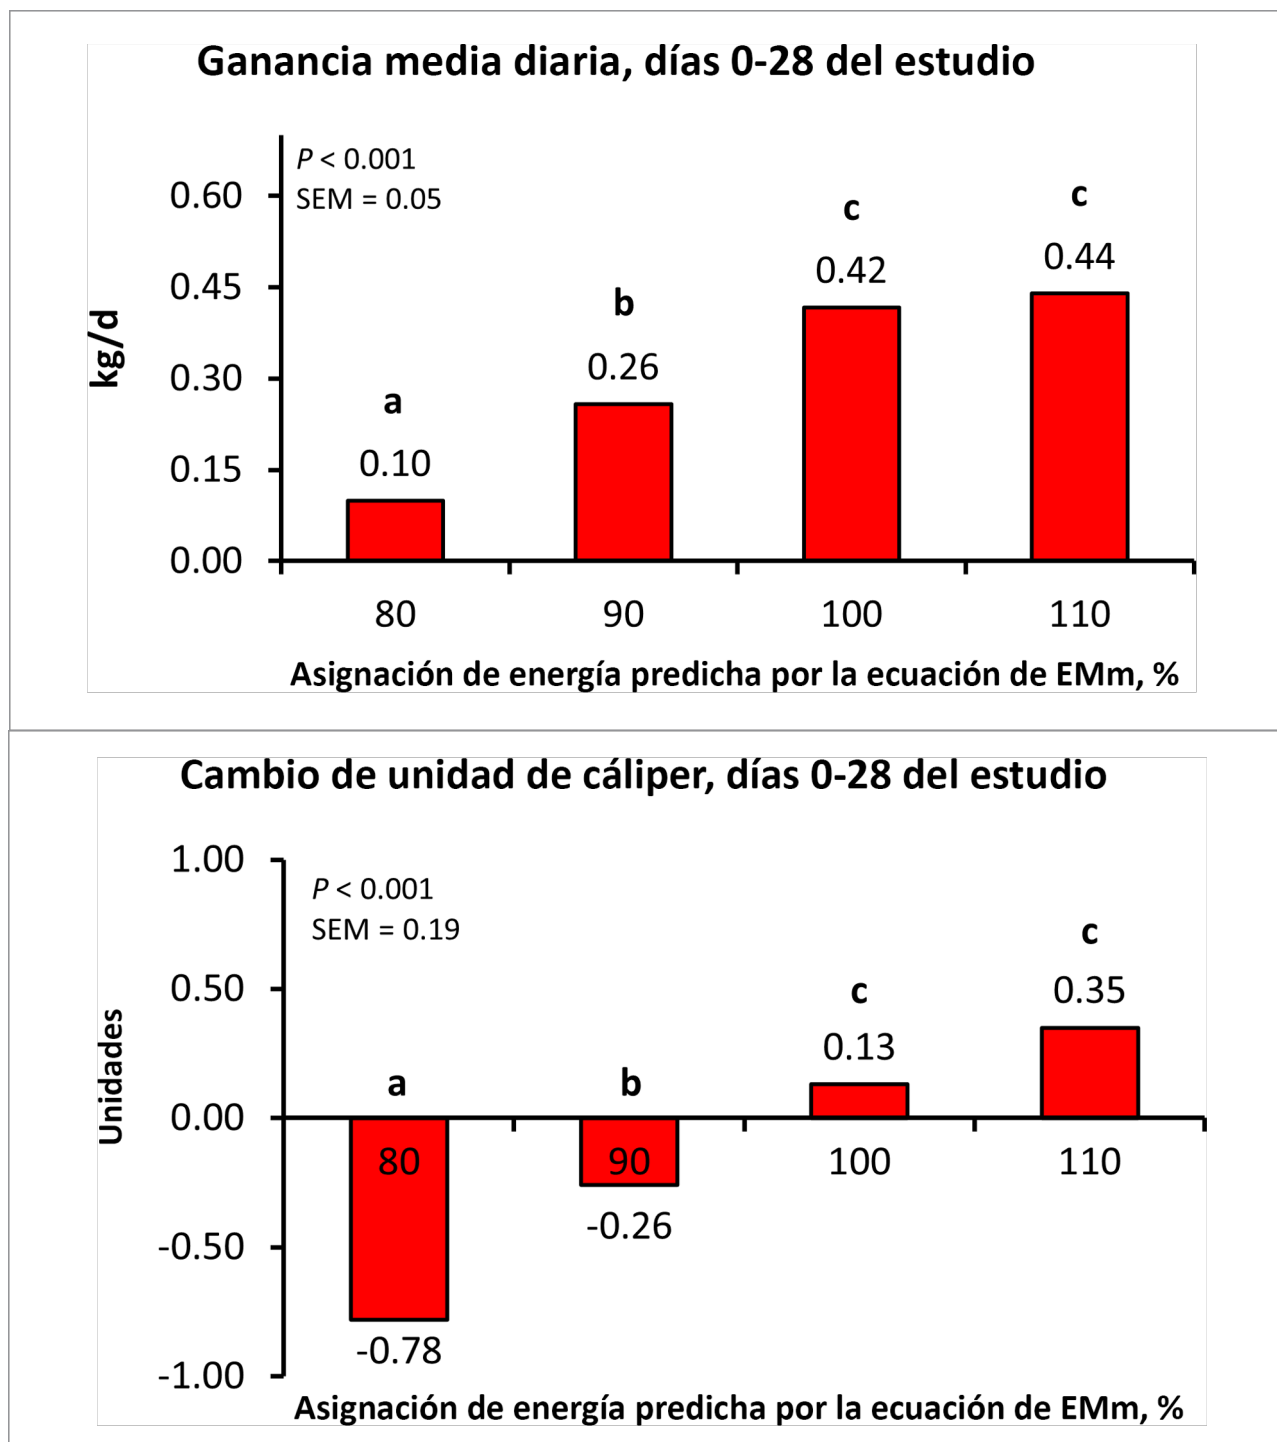 Ganancia media diaria, días 0-28 del estudio
P < 0.001
SEM = 0.05
kg/d
0.60
0.45
0.30
0.15
0.00
a
0.10
b
0.26
c
0.42
c
0.44
80 90 100 110
Asignación de energía predicha por la ecuación de EMm, %
Cambio de unidad de cáliper, días 0-28 del estudio
P < 0.001
SEM = 0.19
Unidades
1.00
0.50
0.00
-0.50
-1.00
a
b
c
0.13
c
0.35
80 90 100 110
-0.78
-0.26
Asignación de energía predicha por la ecuación de EMm, %